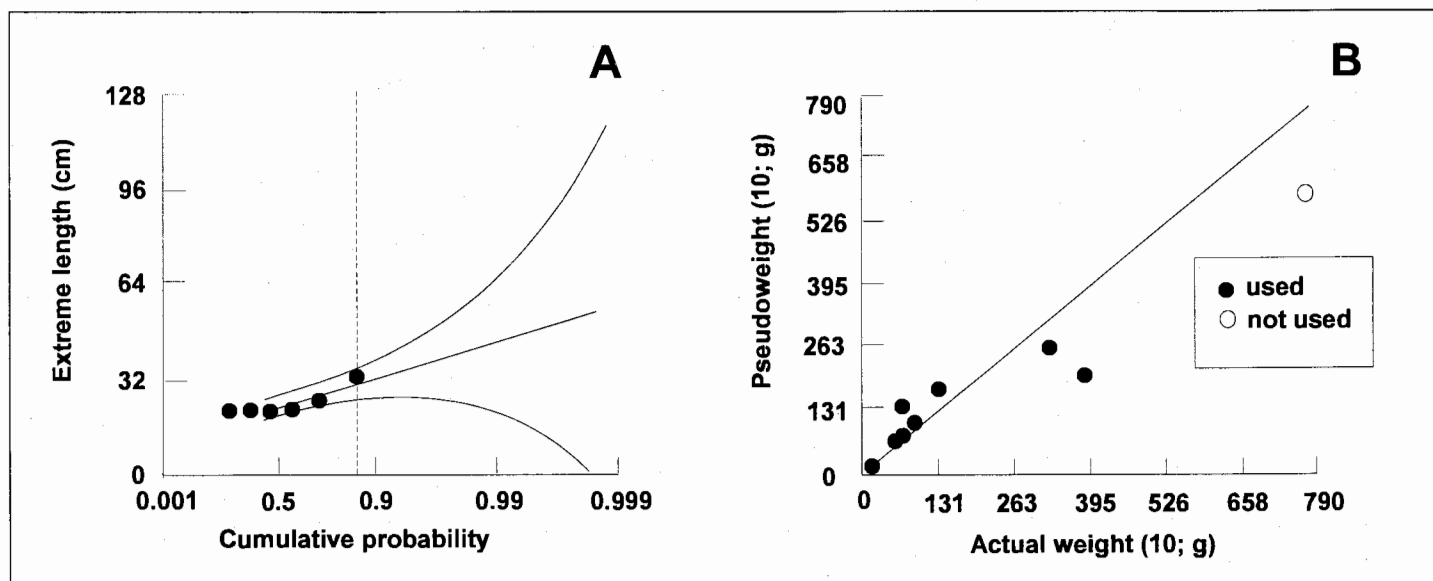 A
128
96
64
32
0
Extreme length (cm)
0.001 0.5 0.9 0.99 0.999
Cumulative probability
B
790
658
526
395
263
131
0
Pseudoweight (10; g)
used
not used
0 131 263 395 526 658 790
Actual weight (10; g)